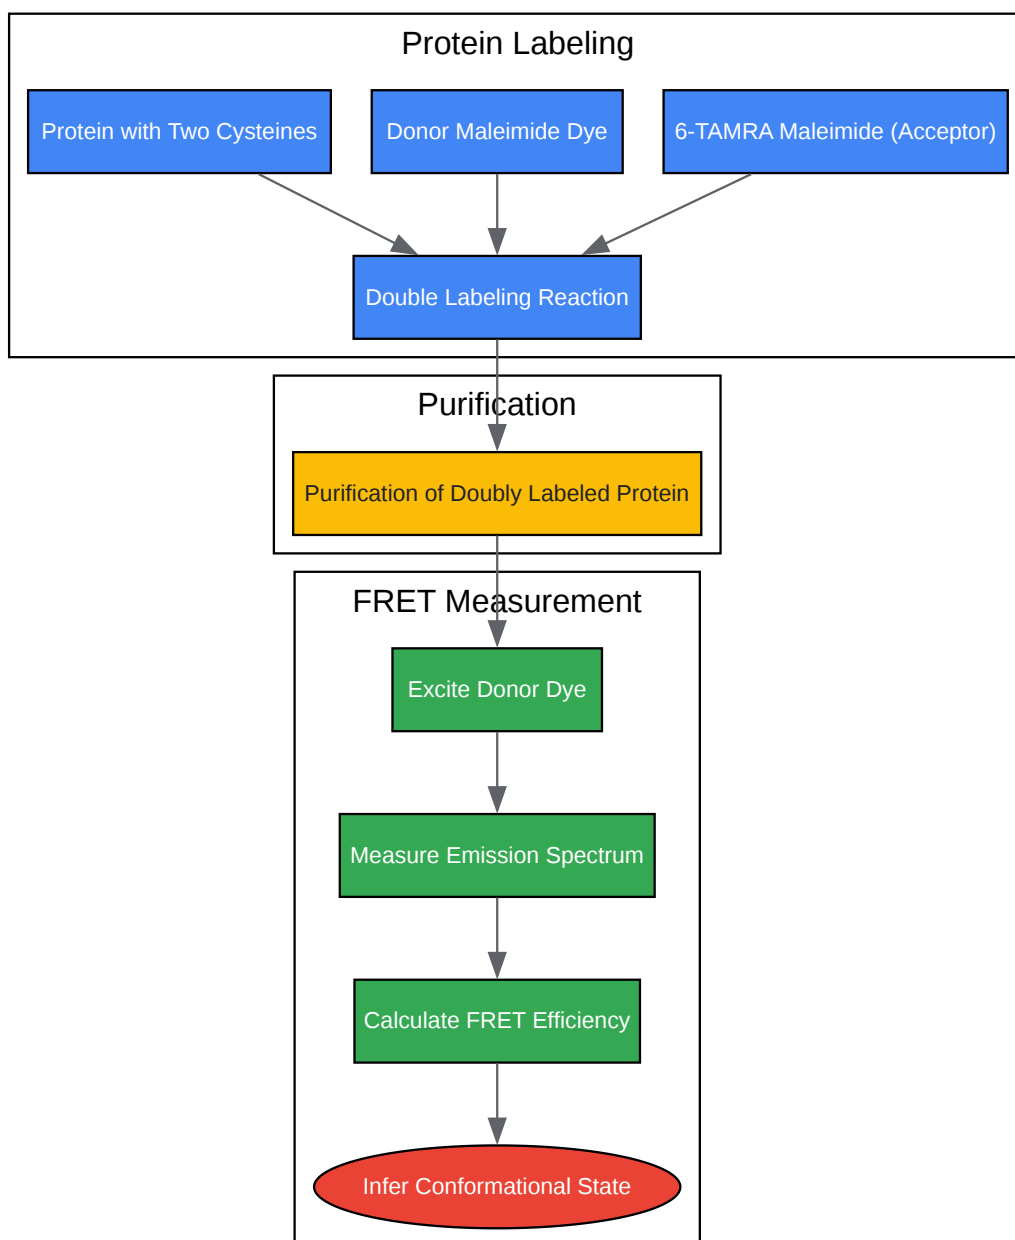 Protein Labeling
Protein with Two Cysteines
Donor Maleimide Dye
6-TAMRA Maleimide (Acceptor)
Double Labeling Reaction
Purification
Purification of Doubly Labeled Protein
FRET Measurement
Excite Donor Dye
Measure Emission Spectrum
Calculate FRET Efficiency
Infer Conformational State